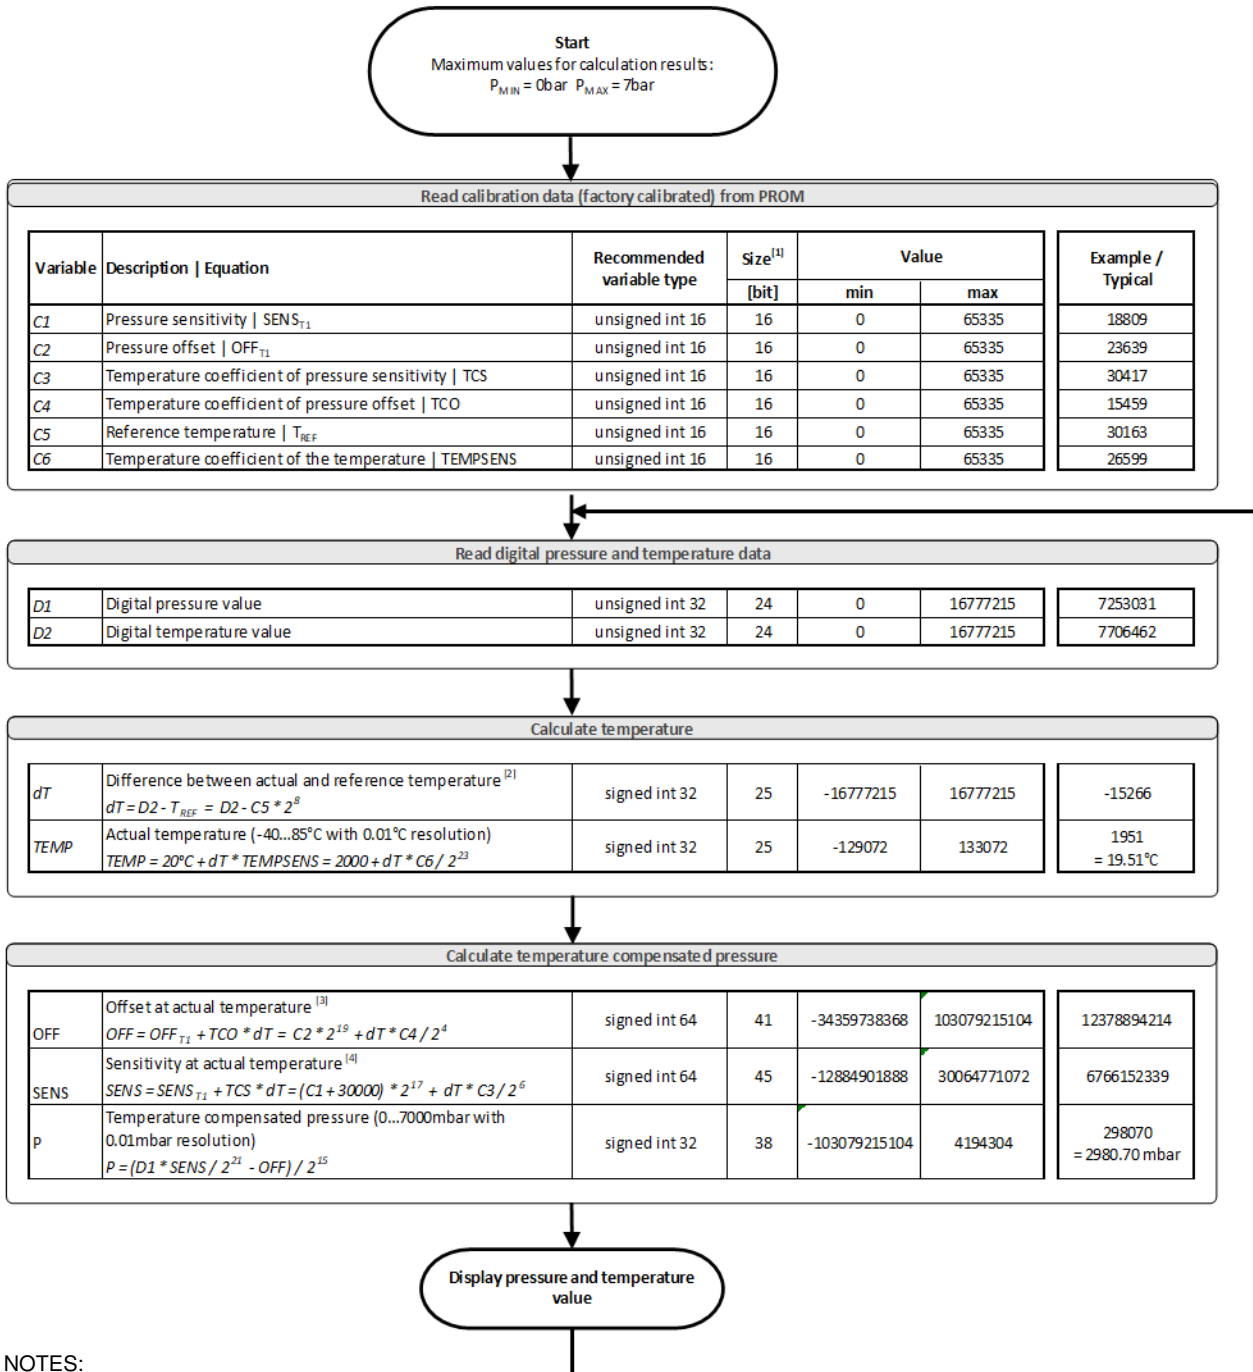 Start
Maximum values for calculation results:
PMIN = 0bar PMAX = 7bar
Read calibration data (factory calibrated) from PROM
Variable Description | Equation Recommended variable type Size[1] Value Example / Typical
[bit] min max
C1 Pressure sensitivity | SENST1 unsigned int 16 16 0 65335 18809
C2 Pressure offset | OFFT1 unsigned int 16 16 0 65335 23639
C3 Temperature coefficient of pressure sensitivity | TCS unsigned int 16 16 0 65335 30417
C4 Temperature coefficient of pressure offset | TCO unsigned int 16 16 0 65335 15459
C5 Reference temperature | TREF unsigned int 16 16 0 65335 30163
C6 Temperature coefficient of the temperature | TEMPSENS unsigned int 16 16 0 65335 26599
Read digital pressure and temperature data
D1 Digital pressure value unsigned int 32 24 0 16777215 7253031
D2 Digital temperature value unsigned int 32 24 0 16777215 7706462
Calculate temperature
Difference between actual and reference temperature [2]
dT signed int 32 25 -16777215 16777215 -15266
dT = D2 - TREF = D2 - C5 * 2^8
Actual temperature (-40...85°C with 0.01°C resolution) 1951
TEMP signed int 32 25 -129072 133072
TEMP = 20°C + dT * TEMPSENS = 2000 + dT * C6 / 2^23 = 19.51°C
Calculate temperature compensated pressure
Offset at actual temperature [3]
OFF signed int 64 41 -34359738368 103079215104 12378894214
OFF = OFFT1 + TCO * dT = C2 * 2^19 + dT * C4 / 2^4
Sensitivity at actual temperature [4]
SENS signed int 64 45 -12884901888 30064771072 6766152339
SENS = SENST1 + TCS * dT = (C1 + 30000) * 2^17 + dT * C3 / 2^6
Temperature compensated pressure (0...7000mbar with
P 0.01mbar resolution) signed int 32 38 -103079215104 4194304 298070
= 2980.70 mbar
P = (D1 * SENS / 2^21 - OFF) / 2^15
Display pressure and temperature
value
NOTES: